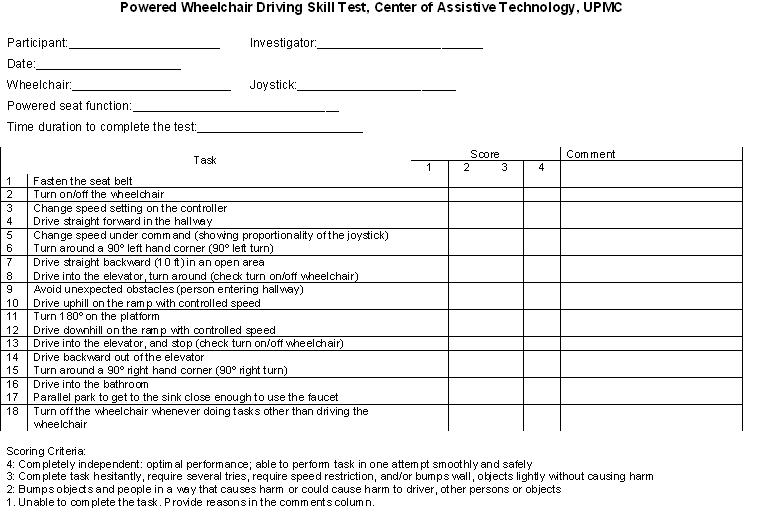 Powered Wheelchair Driving Skill Test, Center of Assistive Technology, UPMC
Participant:______________________ Investigator:________________________
Date:_____________________
Wheelchair:_______________________ Joystick:_______________________
Powered seat function:______________________________
Time duration to complete the test:________________________
Task Score Comment
1 2 3 4
1 Fasten the seat belt
2 Turn on/off the wheelchair
3 Change speed setting on the controller
4 Drive straight forward in the hallway
5 Change speed under command (showing proportionality of the joystick)
6 Turn around a 90º left hand corner (90º left turn)
7 Drive straight backward (10 ft) in an open area
8 Drive into the elevator, turn around (check turn on/off wheelchair)
9 Avoid unexpected obstacles (person entering hallway)
10 Drive uphill on the ramp with controlled speed
11 Turn 180º on the platform
12 Drive downhill on the ramp with controlled speed
13 Drive into the elevator, and stop (check turn on/off wheelchair)
14 Drive backward out of the elevator
15 Turn around a 90º right hand corner (90º right turn)
16 Drive into the bathroom
17 Parallel park to get to the sink close enough to use the faucet
18 Turn off the wheelchair whenever doing tasks other than driving the
wheelchair
Scoring Criteria:
4: Completely independent: optimal performance; able to perform task in one attempt smoothly and safely
3: Complete task hesitantly, require several tries, require speed restriction, and/or bumps wall, objects lightly without causing harm
2: Bumps objects and people in a way that causes harm or could cause harm to driver, other persons or objects
1. Unable to complete the task. Provide reasons in the comments column.